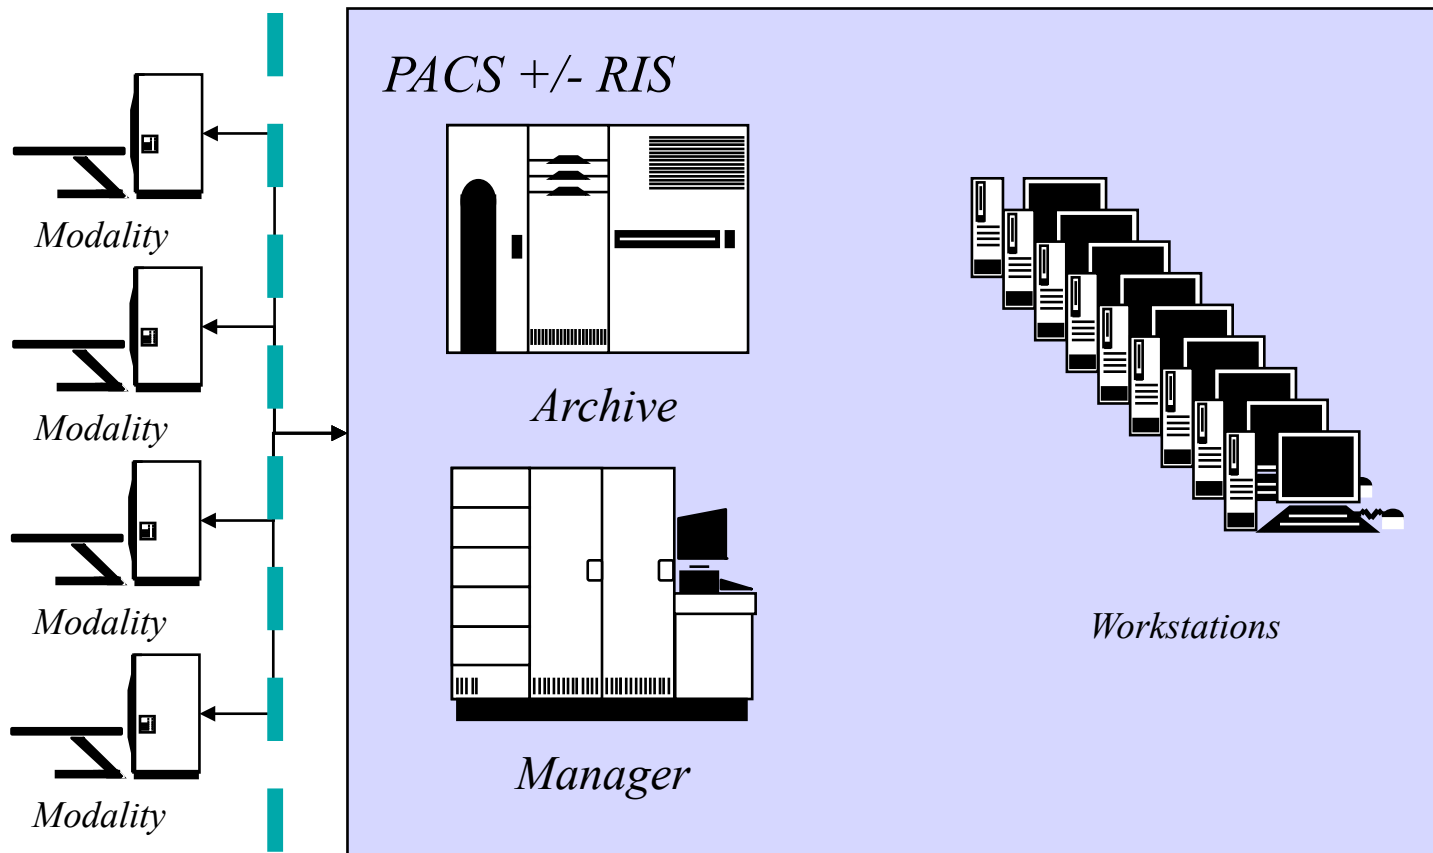 PACS +/- RIS
Modality
Archive
Modality
Modality
Workstations
Manager
Modality